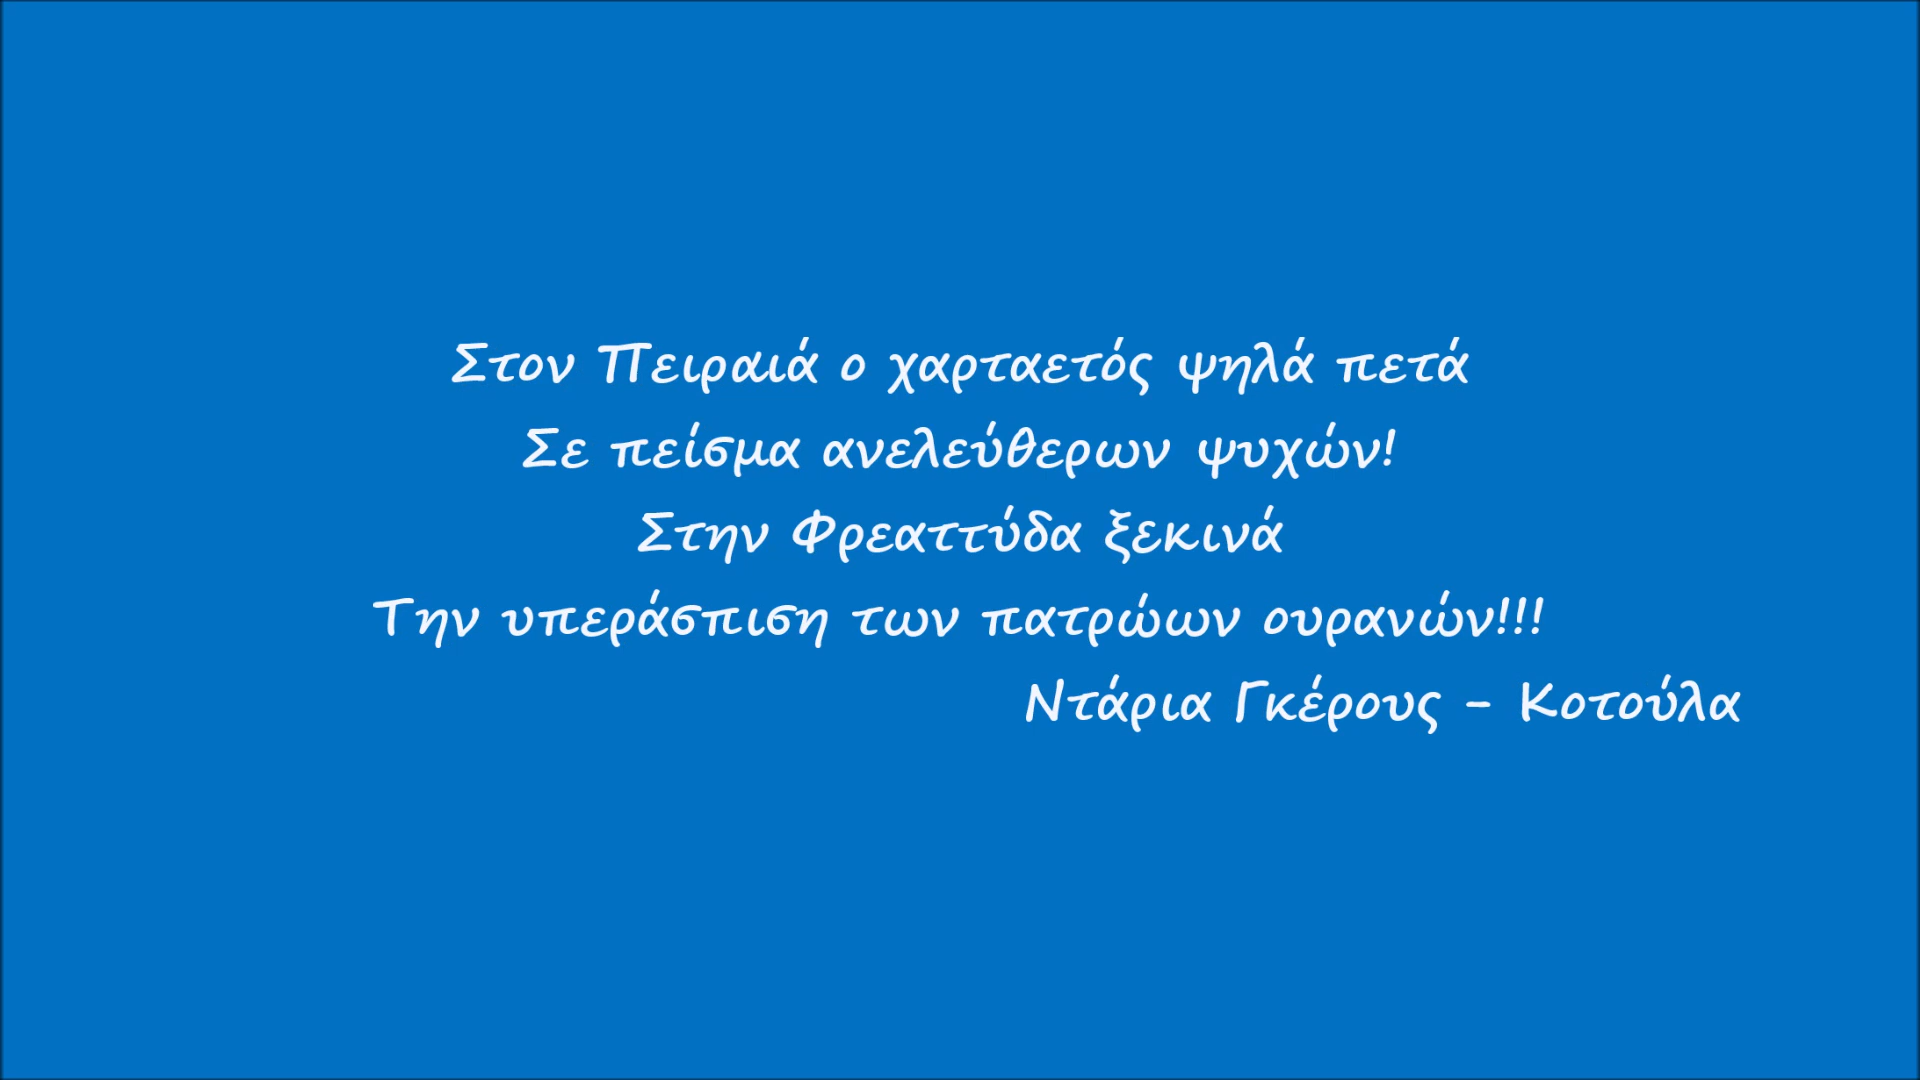 Στον Πειραιά ο χαρταετός ψηλά πετά
Σε πείσμα ανελεύθερων ψυχών!
Στην Φρεαττύδα ξεκινά
Την υπεράσπιση των πατρώων ουρανών!!!
Ντάρια Γκέρους - Κοτούλα